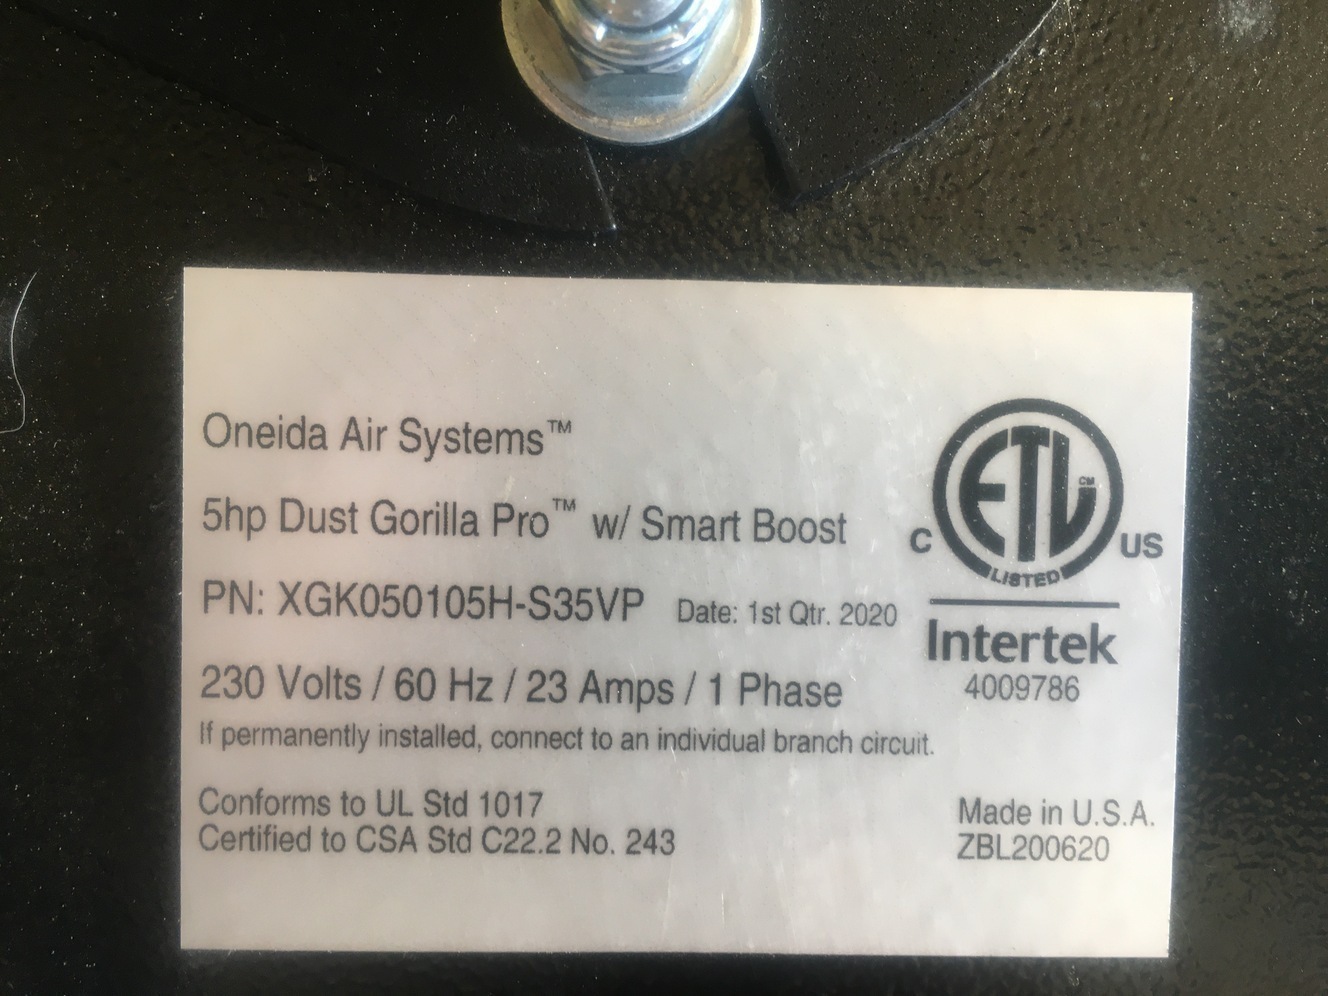 Oneida Air Systems™
5hp Dust Gorilla Pro™ w/ Smart Boost
PN: XGK050105H-S35VP Date: 1st Qtr. 2020
230 Volts / 60 Hz / 23 Amps / 1 Phase
If permanently installed, connect to an individual branch circuit.
Conforms to UL Std 1017
Certified to CSA Std C22.2 No. 243
ETL CM
C US
LISTED
Intertek
4009786
Made in U.S.A.
ZBL200620